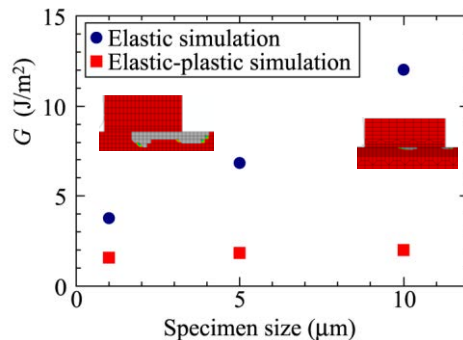 15
Elastic simulation
Elastic-plastic simulation
10
G (J/m²)
5
0
0 5 10
Specimen size (μm)